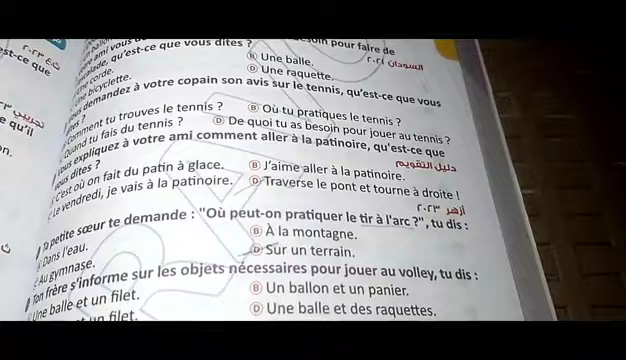 pour faire de
ami vous
السودان ٢٠٢١
escalade, qu'est-ce que vous dites ?
Ⓑ Une balle.
corde.
Ⓓ Une raquette.
bicyclette.
demandez à votre copain son avis sur le tennis, qu'est-ce que vous
Comment tu trouves le tennis ? Ⓑ Où tu pratiques le tennis ?
Quand tu fais du tennis ? Ⓓ De quoi tu as besoin pour jouer au tennis ?
Vous expliquez à votre ami comment aller à la patinoire, qu'est-ce que
vous dites ?
دليل التقويم
C'est où on fait du patin à glace. Ⓑ J'aime aller à la patinoire.
Le vendredi, je vais à la patinoire. Ⓓ Traverse le pont et tourne à droite !
أزهر ٢٠٢٣
Ta petite sœur te demande : "Où peut-on pratiquer le tir à l'arc ?", tu dis :
Dans l'eau. Ⓑ À la montagne.
Au gymnase. Ⓓ Sur un terrain.
Ton frère s'informe sur les objets nécessaires pour jouer au volley, tu dis :
Une balle et un filet. Ⓑ Un ballon et un panier.
un filet. Ⓓ Une balle et des raquettes.